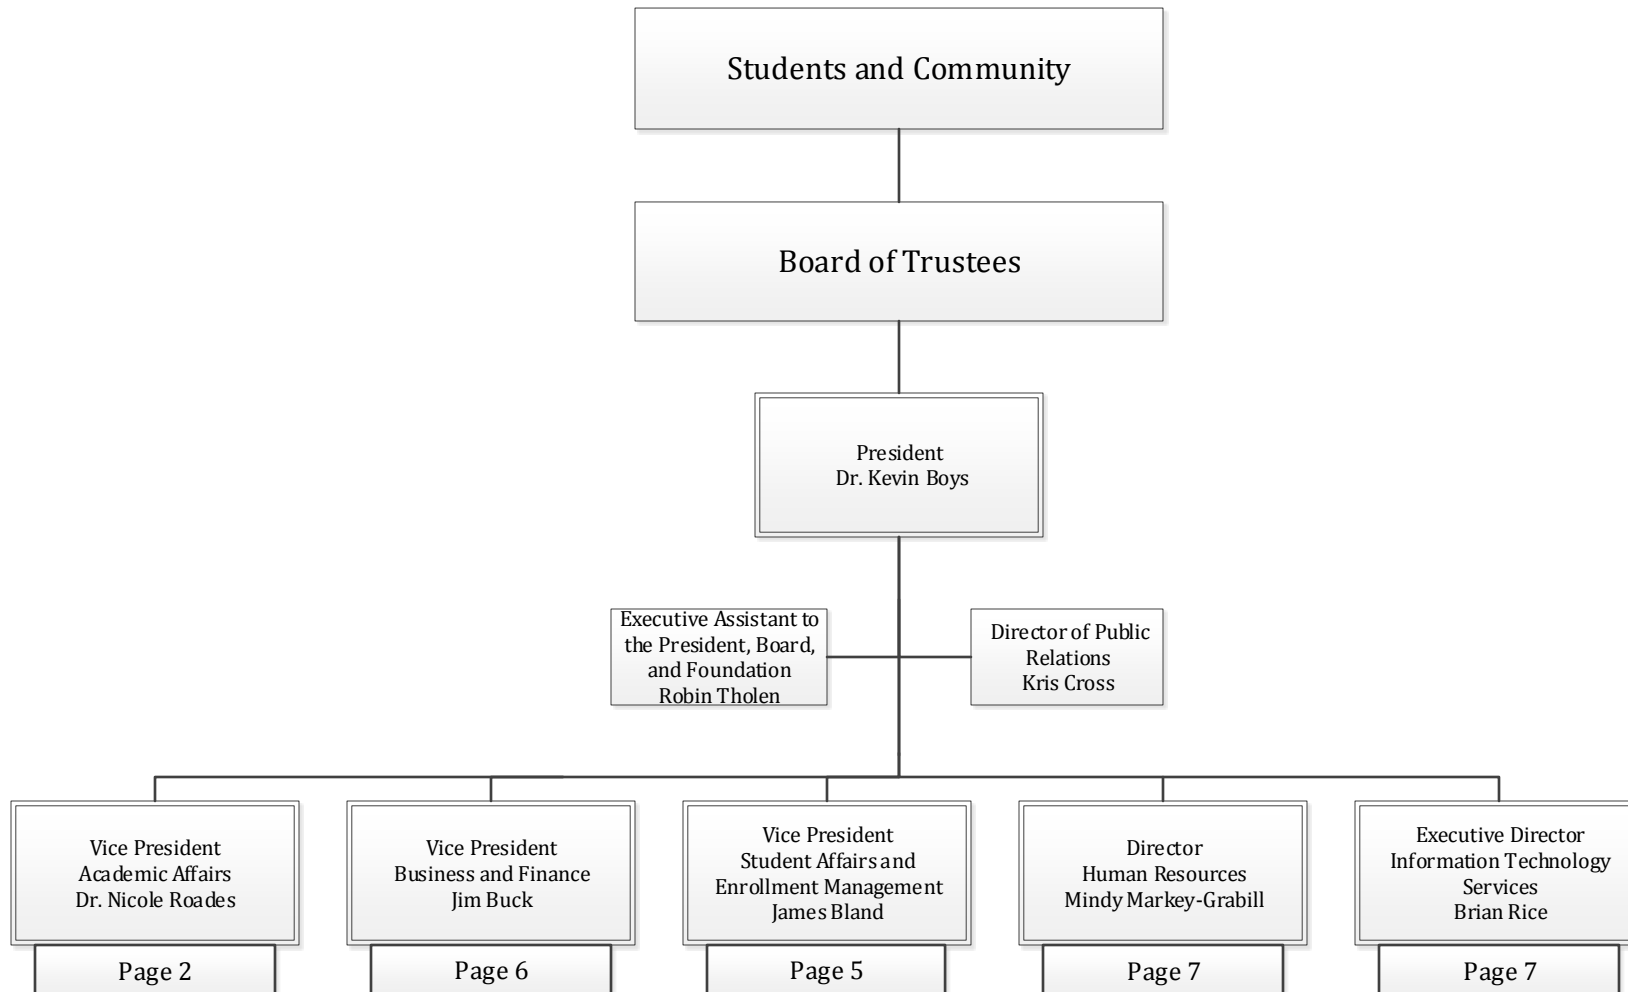 Students and Community
Board of Trustees
President
Dr. Kevin Boys
Executive Assistant to
the President, Board,
and Foundation
Robin Tholen
Director of Public
Relations
Kris Cross
Vice President
Academic Affairs
Dr. Nicole Roades
Page 2
Vice President
Business and Finance
Jim Buck
Page 6
Vice President
Student Affairs and
Enrollment Management
James Bland
Page 5
Director
Human Resources
Mindy Markey-Grabill
Page 7
Executive Director
Information Technology
Services
Brian Rice
Page 7